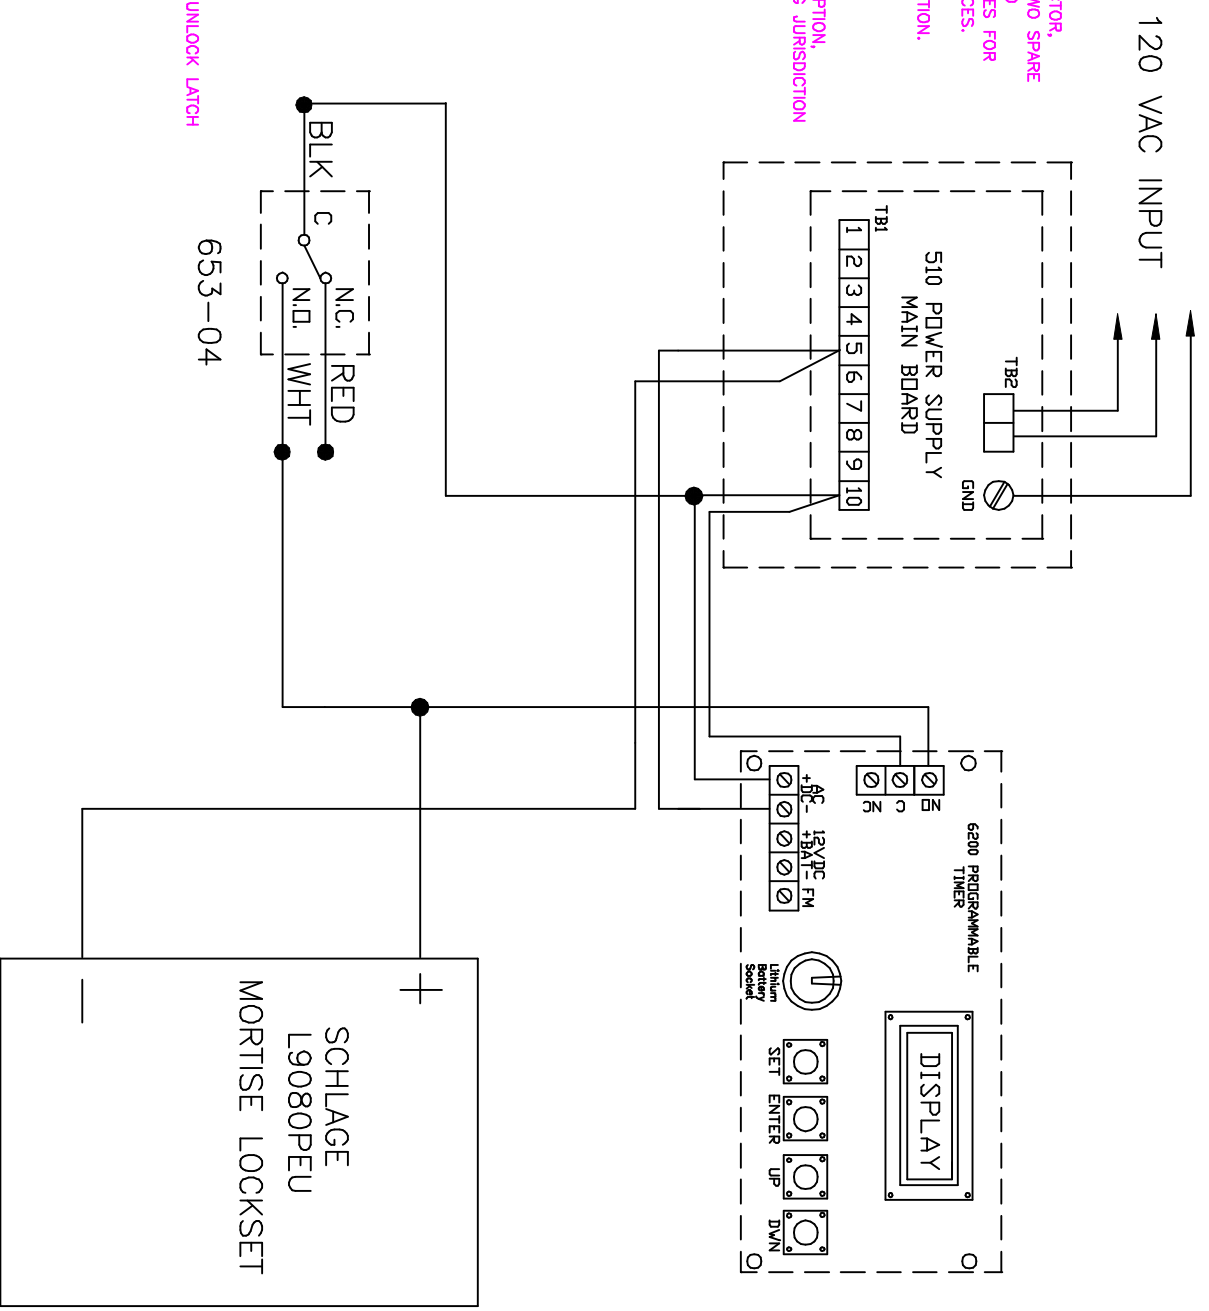 120 VAC INPUT
CTOR,
WO SPARE
D
ES FOR
CES.
TION.
PTION,
G JURISDICTION
UNLOCK LATCH
TB2
GND
510 POWER SUPPLY
MAIN BOARD
TB1
1 2 3 4 5 6 7 8 9 10
BLK
C
N.C.
N.O.
RED
WHT
653-04
6200 PROGRAMMABLE
TIMER
NO
C
NC
AC
+DC-
12VDC
+BAT-
FM
Lithium
Battery
Socket
DISPLAY
SET
ENTER
UP
DWN
+
—
SCHLAGE
L9080PEU
MORTISE LOCKSET